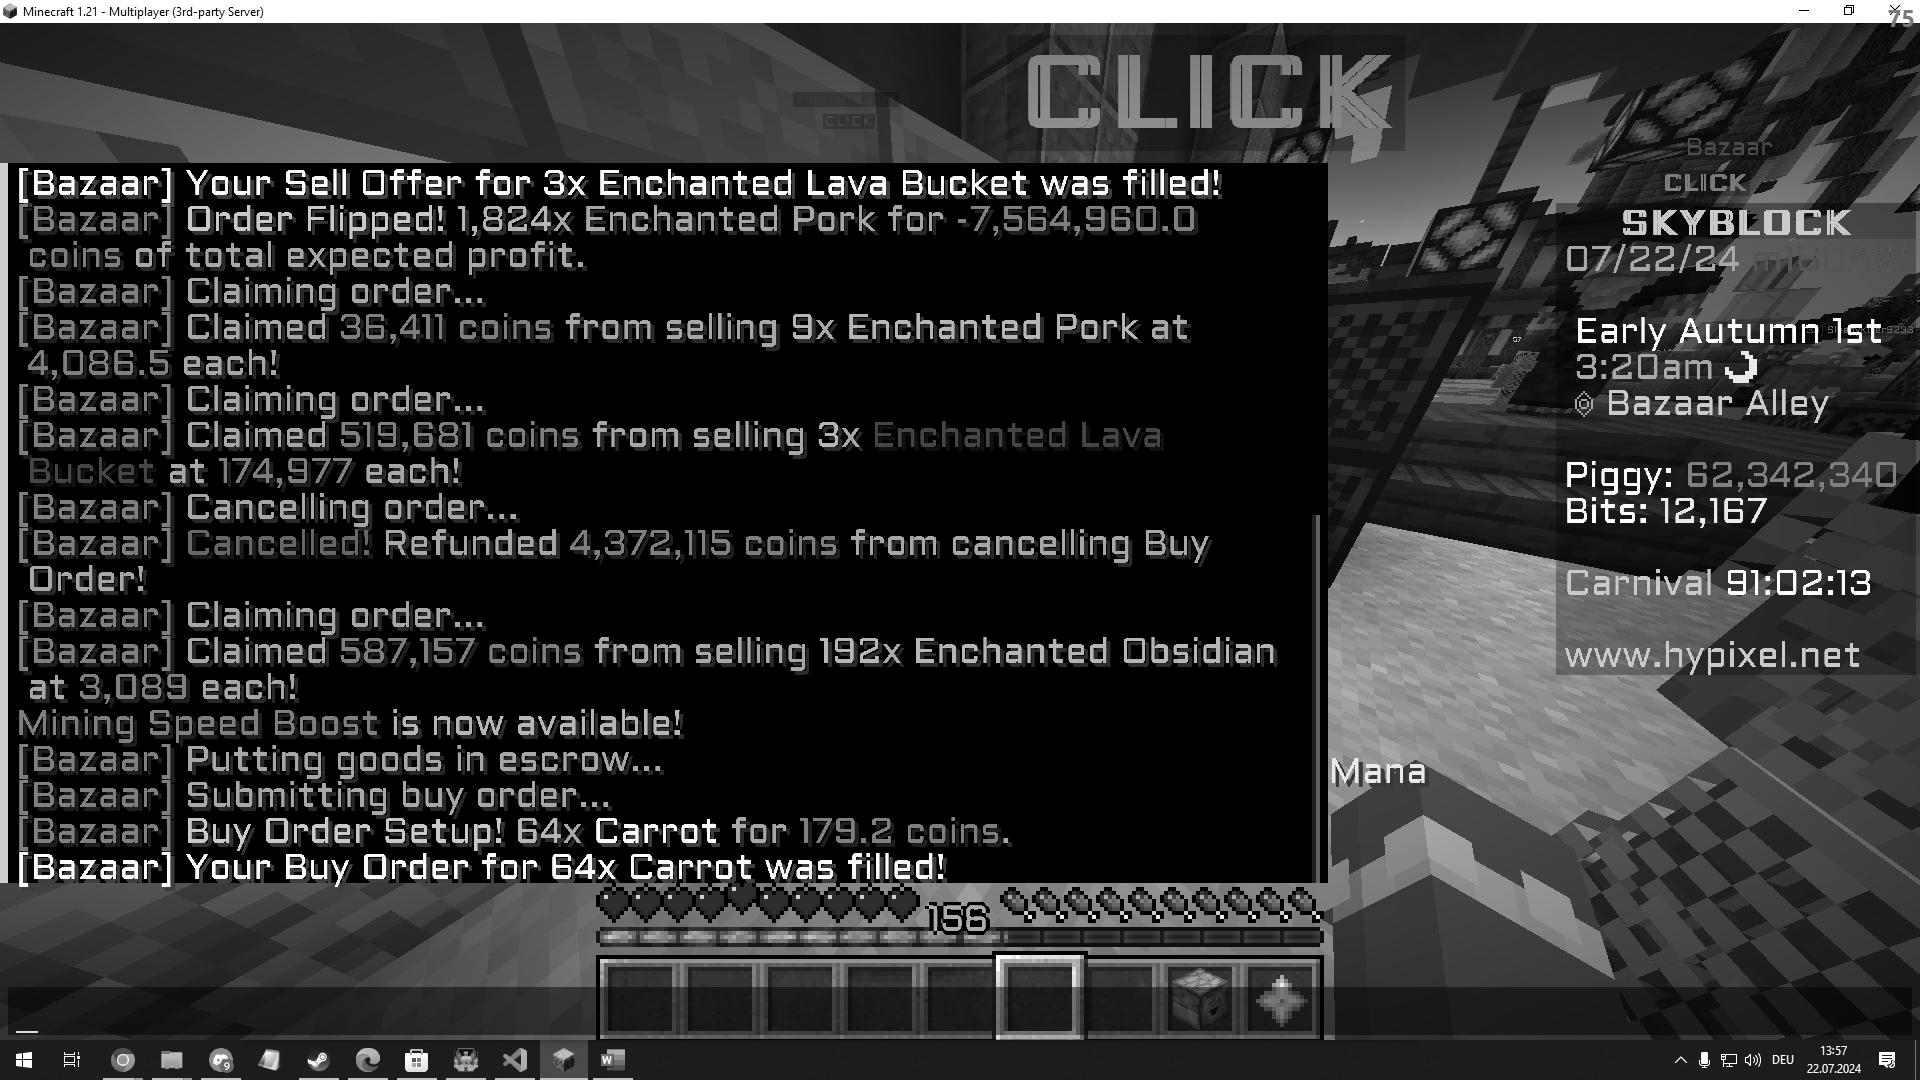 Minecraft 1.21 - Multiplayer (3rd-party Server)
75
CLICK
CLICK
Bazaar
CLICK
[Bazaar] Your Sell Offer for 3x Enchanted Lava Bucket was filled!
[Bazaar] Order Flipped! 1,824x Enchanted Pork for -7,564,960.0
coins of total expected profit.
[Bazaar] Claiming order...
[Bazaar] Claimed 36,411 coins from selling 9x Enchanted Pork at
4,086.5 each!
[Bazaar] Claiming order...
[Bazaar] Claimed 519,681 coins from selling 3x Enchanted Lava
Bucket at 174,977 each!
[Bazaar] Cancelling order...
[Bazaar] Cancelled! Refunded 4,372,115 coins from cancelling Buy
Order!
[Bazaar] Claiming order...
[Bazaar] Claimed 587,157 coins from selling 192x Enchanted Obsidian
at 3,089 each!
Mining Speed Boost is now available!
[Bazaar] Putting goods in escrow...
[Bazaar] Submitting buy order...
[Bazaar] Buy Order Setup! 64x Carrot for 179.2 coins.
[Bazaar] Your Buy Order for 64x Carrot was filled!
SKYBLOCK
07/22/24
Early Autumn 1st
3:20am
Bazaar Alley
Piggy: 62,342,340
Bits: 12,167
Carnival 91:02:13
www.hypixel.net
Mana
156
9
W
DEU
13:57
22.07.2024